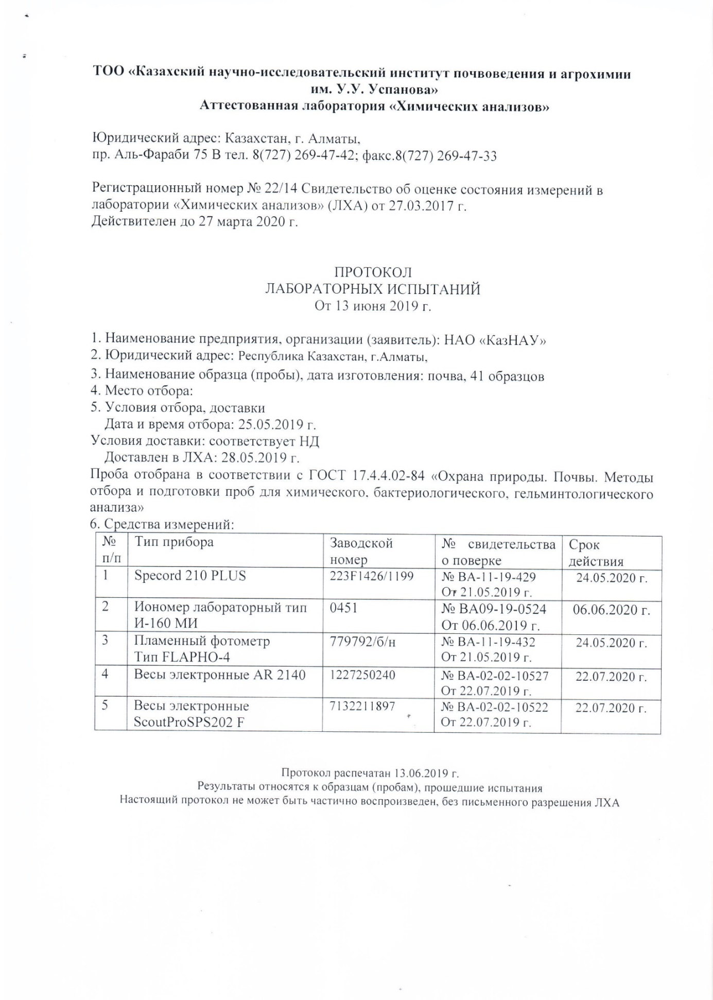 ТОО «Казахский научно-исследовательский институт почвоведения и агрохимии
им. У.У. Успанова»
Аттестованная лаборатория «Химических анализов»
Юридический адрес: Казахстан, г. Алматы,
пр. Аль-Фараби 75 В тел. 8(727) 269-47-42; факс.8(727) 269-47-33
Регистрационный номер № 22/14 Свидетельство об оценке состояния измерений в
лаборатории «Химических анализов» (ЛХА) от 27.03.2017 г.
Действителен до 27 марта 2020 г.
ПРОТОКОЛ
ЛАБОРАТОРНЫХ ИСПЫТАНИЙ
От 13 июня 2019 г.
1. Наименование предприятия, организации (заявитель): НАО «КазНАУ»
2. Юридический адрес: Республика Казахстан, г.Алматы,
3. Наименование образца (пробы), дата изготовления: почва, 41 образцов
4. Место отбора:
5. Условия отбора, доставки
Дата и время отбора: 25.05.2019 г.
Условия доставки: соответствует НД
Доставлен в ЛХА: 28.05.2019 г.
Проба отобрана в соответствии с ГОСТ 17.4.4.02-84 «Охрана природы. Почвы. Методы
отбора и подготовки проб для химического, бактериологического, гельминтологического
анализа»
6. Средства измерений:
№ Тип прибора Заводской № свидетельства Срок
п/п номер о поверке действия
1 Specord 210 PLUS 223F1426/1199 № ВА-11-19-429 24.05.2020 г.
От 21.05.2019 г.
2 Иономер лабораторный тип 0451 № ВА09-19-0524 06.06.2020 г.
И-160 МИ От 06.06.2019 г.
3 Пламенный фотометр 779792/б/н № ВА-11-19-432 24.05.2020 г.
Тип FLAPHO-4 От 21.05.2019 г.
4 Весы электронные AR 2140 1227250240 № ВА-02-02-10527 22.07.2020 г.
От 22.07.2019 г.
5 Весы электронные 7132211897 № ВА-02-02-10522 22.07.2020 г.
ScoutProSPS202 F От 22.07.2019 г.
Протокол распечатан 13.06.2019 г.
Результаты относятся к образцам (пробам), прошедшие испытания
Настоящий протокол не может быть частично воспроизведен, без письменного разрешения ЛХА